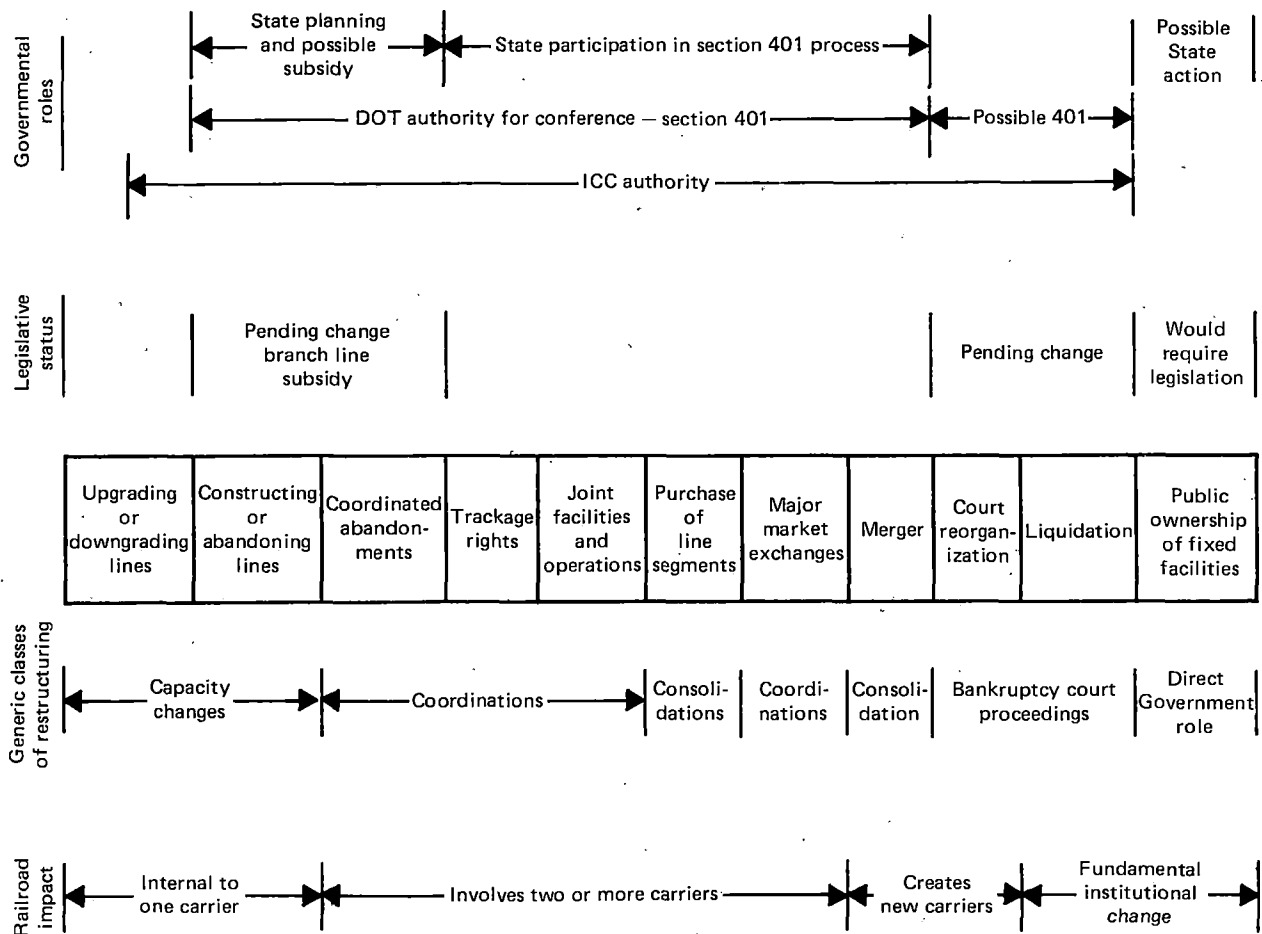 Governmental
roles
State planning
and possible
subsidy
State participation in section 401 process
Possible
State
action
DOT authority for conference — section 401
Possible 401
ICC authority
Legislative
status
Pending change
branch line
subsidy
Pending change
Would
require
legislation
Upgrading
or
downgrading
lines
Constructing
or
abandoning
lines
Coordinated
abandon-
ments
Trackage
rights
Joint
facilities
and
operations
Purchase
of
line
segments
Major
market
exchanges
Merger
Court
reorgan-
ization
Liquidation
Public
ownership
of fixed
facilities
Generic classes
of restructuring
Capacity
changes
Coordinations
Consoli-
dations
Coordi-
nations
Consoli-
dation
Bankruptcy court
proceedings
Direct
Government
role
Railroad
impact
Internal to
one carrier
Involves two or more carriers
Creates
new carriers
Fundamental
institutional
change